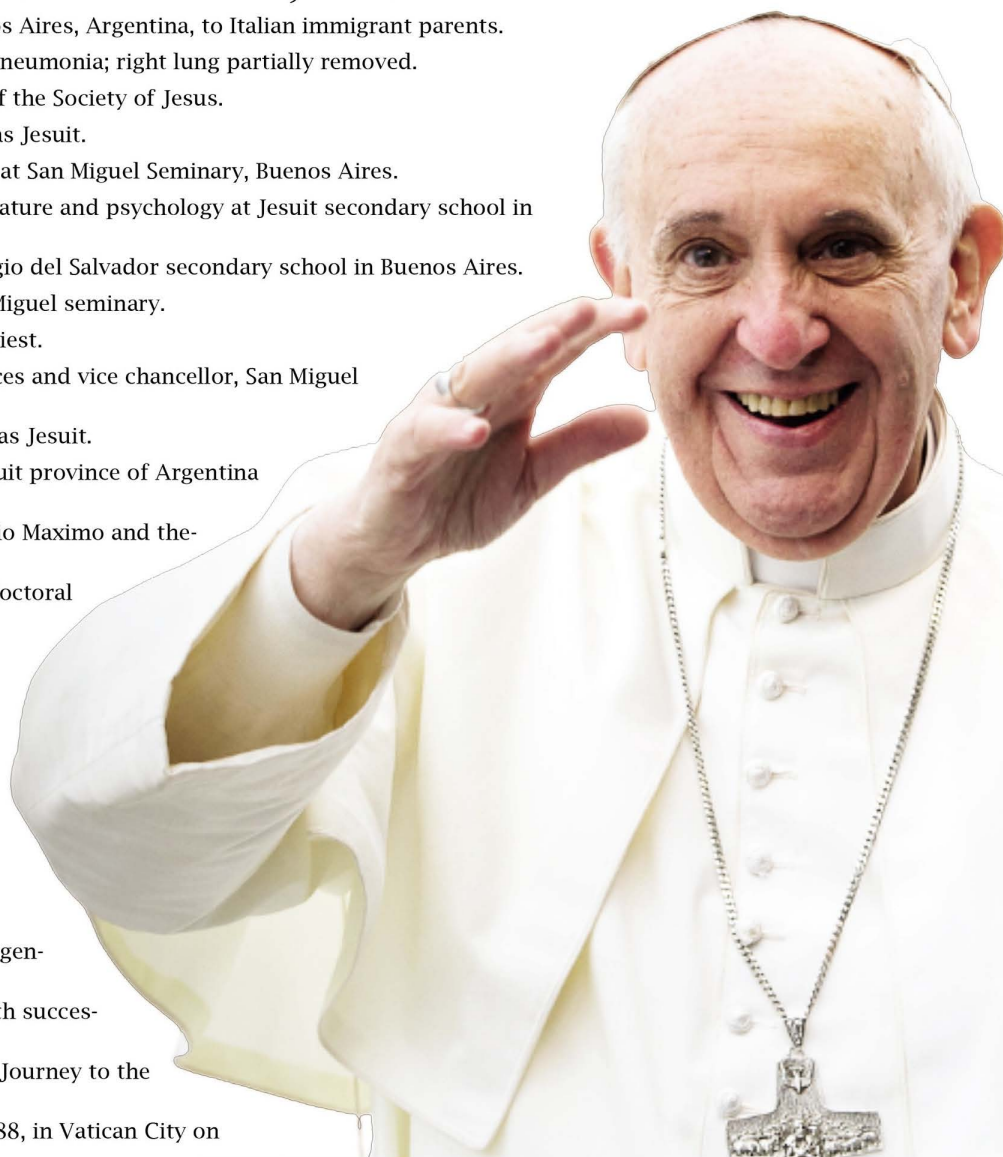 s Aires, Argentina, to Italian immigrant parents.
neumonia; right lung partially removed.
f the Society of Jesus.
as Jesuit.
at San Miguel Seminary, Buenos Aires.
ature and psychology at Jesuit secondary school in
gio del Salvador secondary school in Buenos Aires.
Miguel seminary.
iest.
ces and vice chancellor, San Miguel
as Jesuit.
uit province of Argentina
io Maximo and the-
octoral
gen-
th succes-
Journey to the
88, in Vatican City on